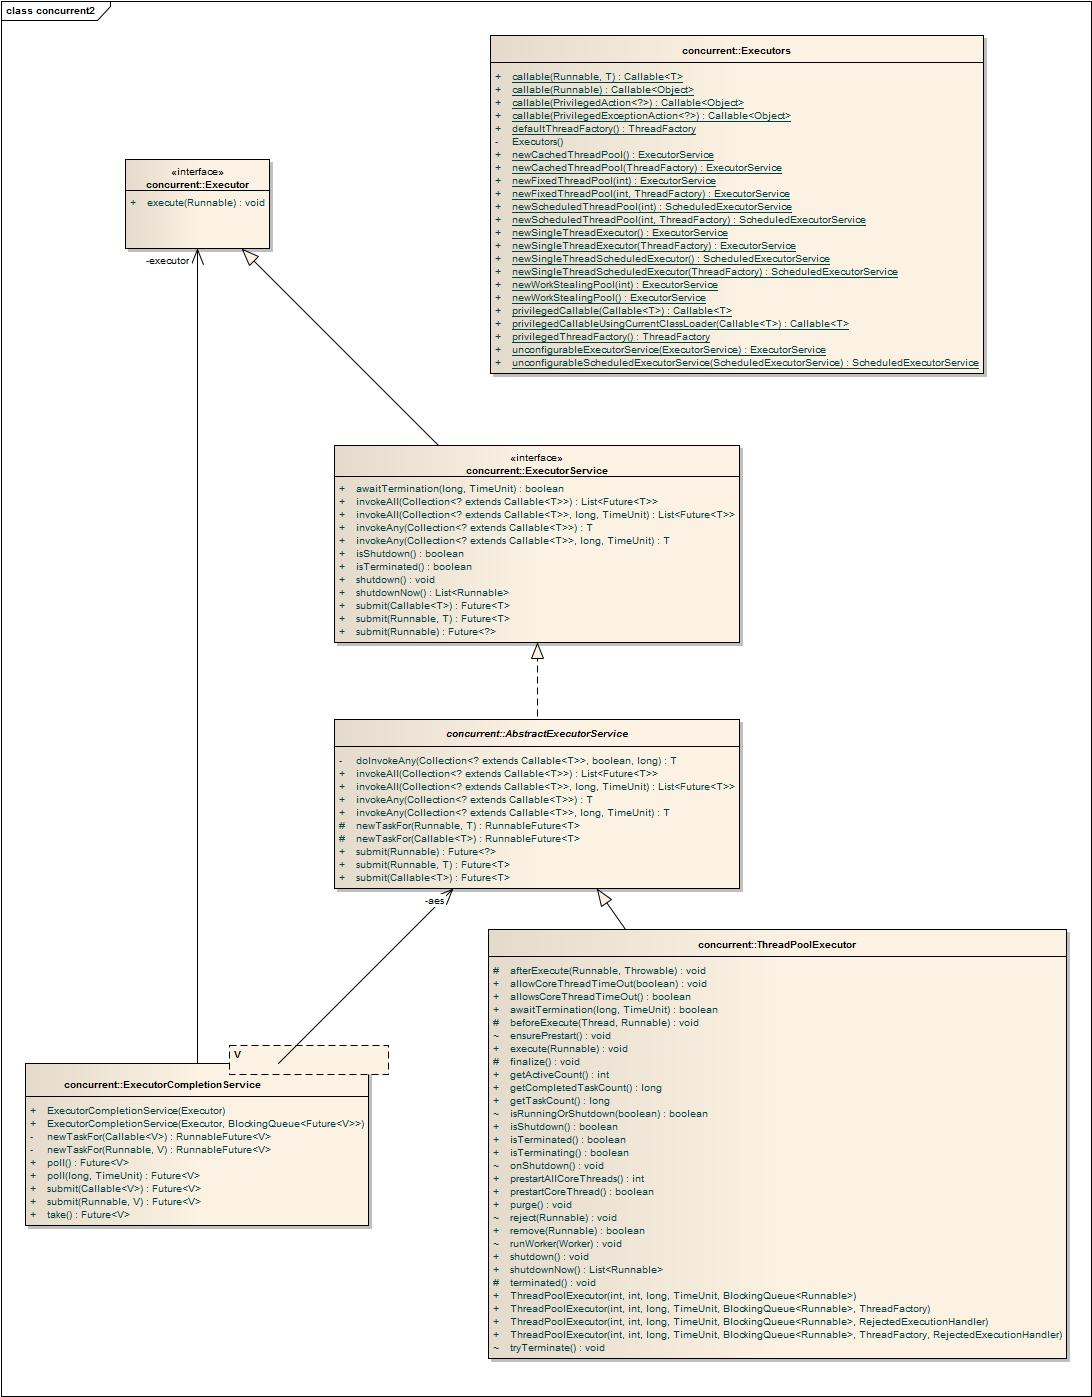 class concurrent2
concurrent::Executors
+ callable(Runnable, T) : Callable<T>
+ callable(Runnable) : Callable<Object>
+ callable(PrivilegedAction<?>) : Callable<Object>
+ callable(PrivilegedExceptionAction<?>) : Callable<Object>
+ defaultThreadFactory() : ThreadFactory
- Executors()
+ newCachedThreadPool() : ExecutorService
+ newCachedThreadPool(ThreadFactory) : ExecutorService
+ newFixedThreadPool(int) : ExecutorService
+ newFixedThreadPool(int, ThreadFactory) : ExecutorService
+ newScheduledThreadPool(int) : ScheduledExecutorService
+ newScheduledThreadPool(int, ThreadFactory) : ScheduledExecutorService
+ newSingleThreadExecutor() : ExecutorService
+ newSingleThreadExecutor(ThreadFactory) : ExecutorService
+ newSingleThreadScheduledExecutor() : ScheduledExecutorService
+ newSingleThreadScheduledExecutor(ThreadFactory) : ScheduledExecutorService
+ newWorkStealingPool(int) : ExecutorService
+ newWorkStealingPool() : ExecutorService
+ privilegedCallable(Callable<T>) : Callable<T>
+ privilegedCallableUsingCurrentClassLoader(Callable<T>) : Callable<T>
+ privilegedThreadFactory() : ThreadFactory
+ unconfigurableExecutorService(ExecutorService) : ExecutorService
+ unconfigurableScheduledExecutorService(ScheduledExecutorService) : ScheduledExecutorService
«interface»
concurrent::Executor
+ execute(Runnable) : void
-executor
«interface»
concurrent::ExecutorService
+ awaitTermination(long, TimeUnit) : boolean
+ invokeAll(Collection<? extends Callable<T>>) : List<Future<T>>
+ invokeAll(Collection<? extends Callable<T>>, long, TimeUnit) : List<Future<T>>
+ invokeAny(Collection<? extends Callable<T>>) : T
+ invokeAny(Collection<? extends Callable<T>>, long, TimeUnit) : T
+ isShutdown() : boolean
+ isTerminated() : boolean
+ shutdown() : void
+ shutdownNow() : List<Runnable>
+ submit(Callable<T>) : Future<T>
+ submit(Runnable, T) : Future<T>
+ submit(Runnable) : Future<?>
concurrent::AbstractExecutorService
- doInvokeAny(Collection<? extends Callable<T>>, boolean, long) : T
+ invokeAll(Collection<? extends Callable<T>>) : List<Future<T>>
+ invokeAll(Collection<? extends Callable<T>>, long, TimeUnit) : List<Future<T>>
+ invokeAny(Collection<? extends Callable<T>>) : T
+ invokeAny(Collection<? extends Callable<T>>, long, TimeUnit) : T
# newTaskFor(Runnable, T) : RunnableFuture<T>
# newTaskFor(Callable<T>) : RunnableFuture<T>
+ submit(Runnable) : Future<?>
+ submit(Runnable, T) : Future<T>
+ submit(Callable<T>) : Future<T>
-aes
concurrent::ThreadPoolExecutor
# afterExecute(Runnable, Throwable) : void
+ allowCoreThreadTimeOut(boolean) : void
+ allowsCoreThreadTimeOut() : boolean
+ awaitTermination(long, TimeUnit) : boolean
# beforeExecute(Thread, Runnable) : void
~ ensurePrestart() : void
+ execute(Runnable) : void
# finalize() : void
+ getActiveCount() : int
+ getCompletedTaskCount() : long
+ getTaskCount() : long
~ isRunningOrShutdown(boolean) : boolean
+ isShutdown() : boolean
+ isTerminated() : boolean
+ isTerminating() : boolean
~ onShutdown() : void
+ prestartAllCoreThreads() : int
+ prestartCoreThread() : boolean
+ purge() : void
~ reject(Runnable) : void
+ remove(Runnable) : boolean
~ runWorker(Worker) : void
+ shutdown() : void
+ shutdownNow() : List<Runnable>
# terminated() : void
+ ThreadPoolExecutor(int, int, long, TimeUnit, BlockingQueue<Runnable>)
+ ThreadPoolExecutor(int, int, long, TimeUnit, BlockingQueue<Runnable>, ThreadFactory)
+ ThreadPoolExecutor(int, int, long, TimeUnit, BlockingQueue<Runnable>, RejectedExecutionHandler)
+ ThreadPoolExecutor(int, int, long, TimeUnit, BlockingQueue<Runnable>, ThreadFactory, RejectedExecutionHandler)
~ tryTerminate() : void
V
concurrent::ExecutorCompletionService
+ ExecutorCompletionService(Executor)
+ ExecutorCompletionService(Executor, BlockingQueue<Future<V>>)
- newTaskFor(Callable<V>) : RunnableFuture<V>
- newTaskFor(Runnable, V) : RunnableFuture<V>
+ poll() : Future<V>
+ poll(long, TimeUnit) : Future<V>
+ submit(Callable<V>) : Future<V>
+ submit(Runnable, V) : Future<V>
+ take() : Future<V>